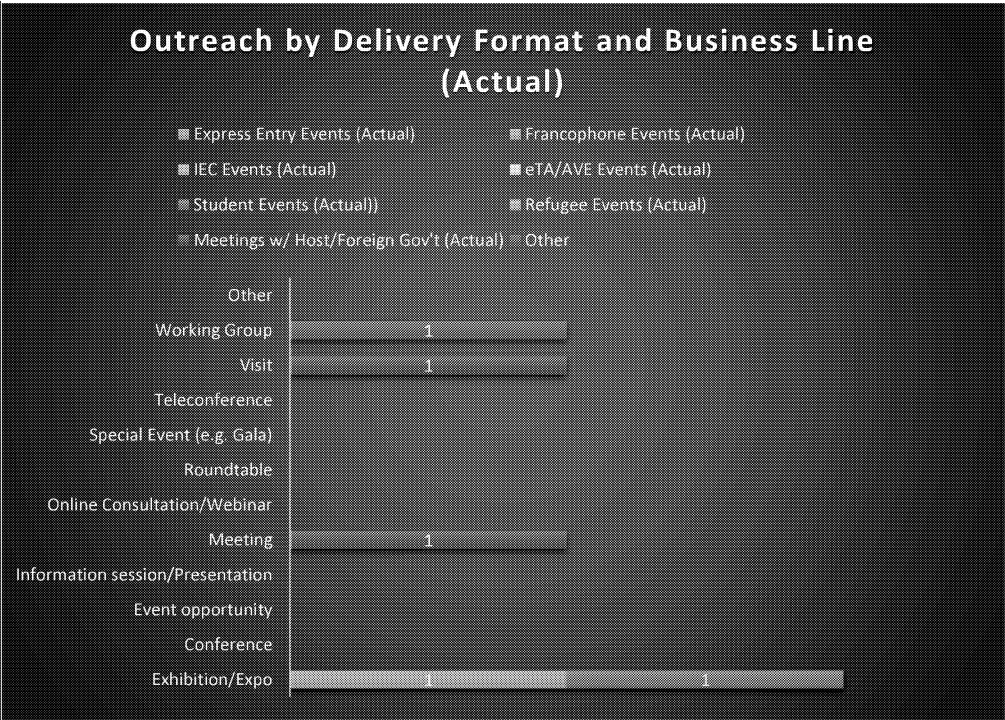 Outreach by Delivery Format and Business Line
(Actual)
Express Entry Events (Actual) Francophone Events (Actual)
IEC Events (Actual) eTA/AVE Events (Actual)
Student Events (Actual)) Refugee Events (Actual)
Meetings w/ Host/Foreign Gov't (Actual) Other
Other
Working Group 1
Visit 1
Teleconference
Special Event (e.g. Gala)
Roundtable
Online Consultation/Webinar
Meeting 1
Information session/Presentation
Event opportunity
Conference
Exhibition/Expo 1 1